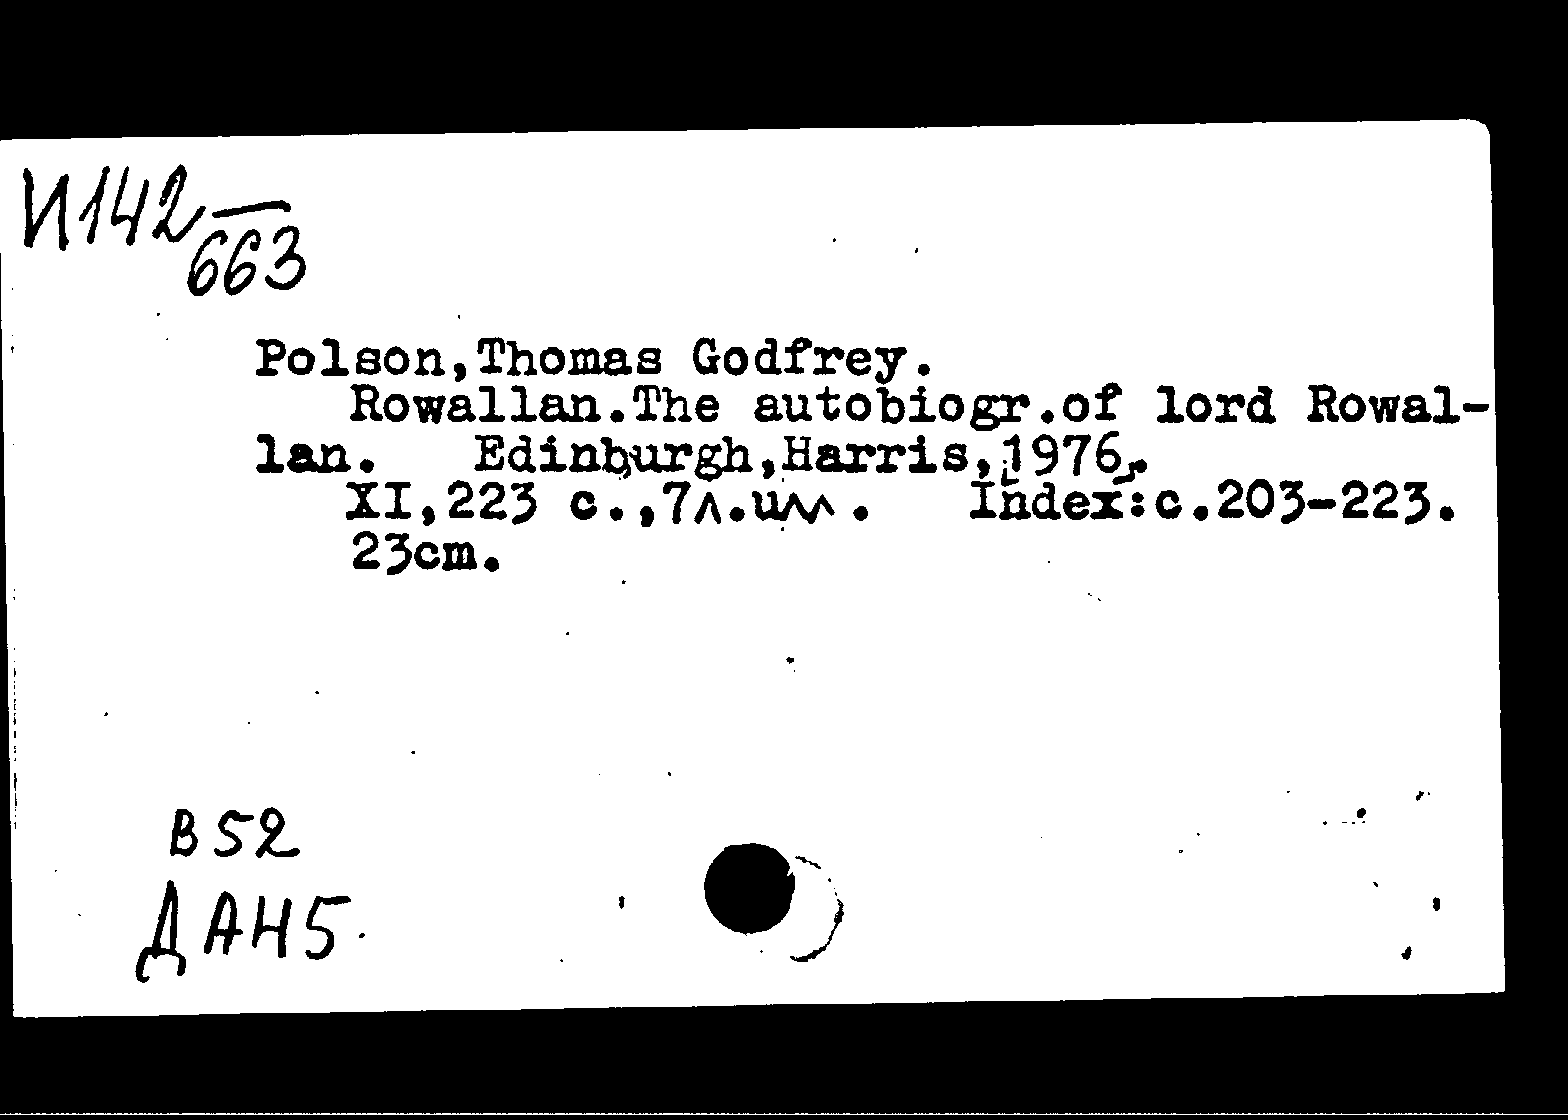 И142
663
Polson,Thomas Godfrey.
Rowallan.The autobiogr.of lord Rowal-
lan. Edinburgh,Harris,1976.
XI,223 c.,7л.илл. Index:c.203-223.
23cm.
В52
ДАН5